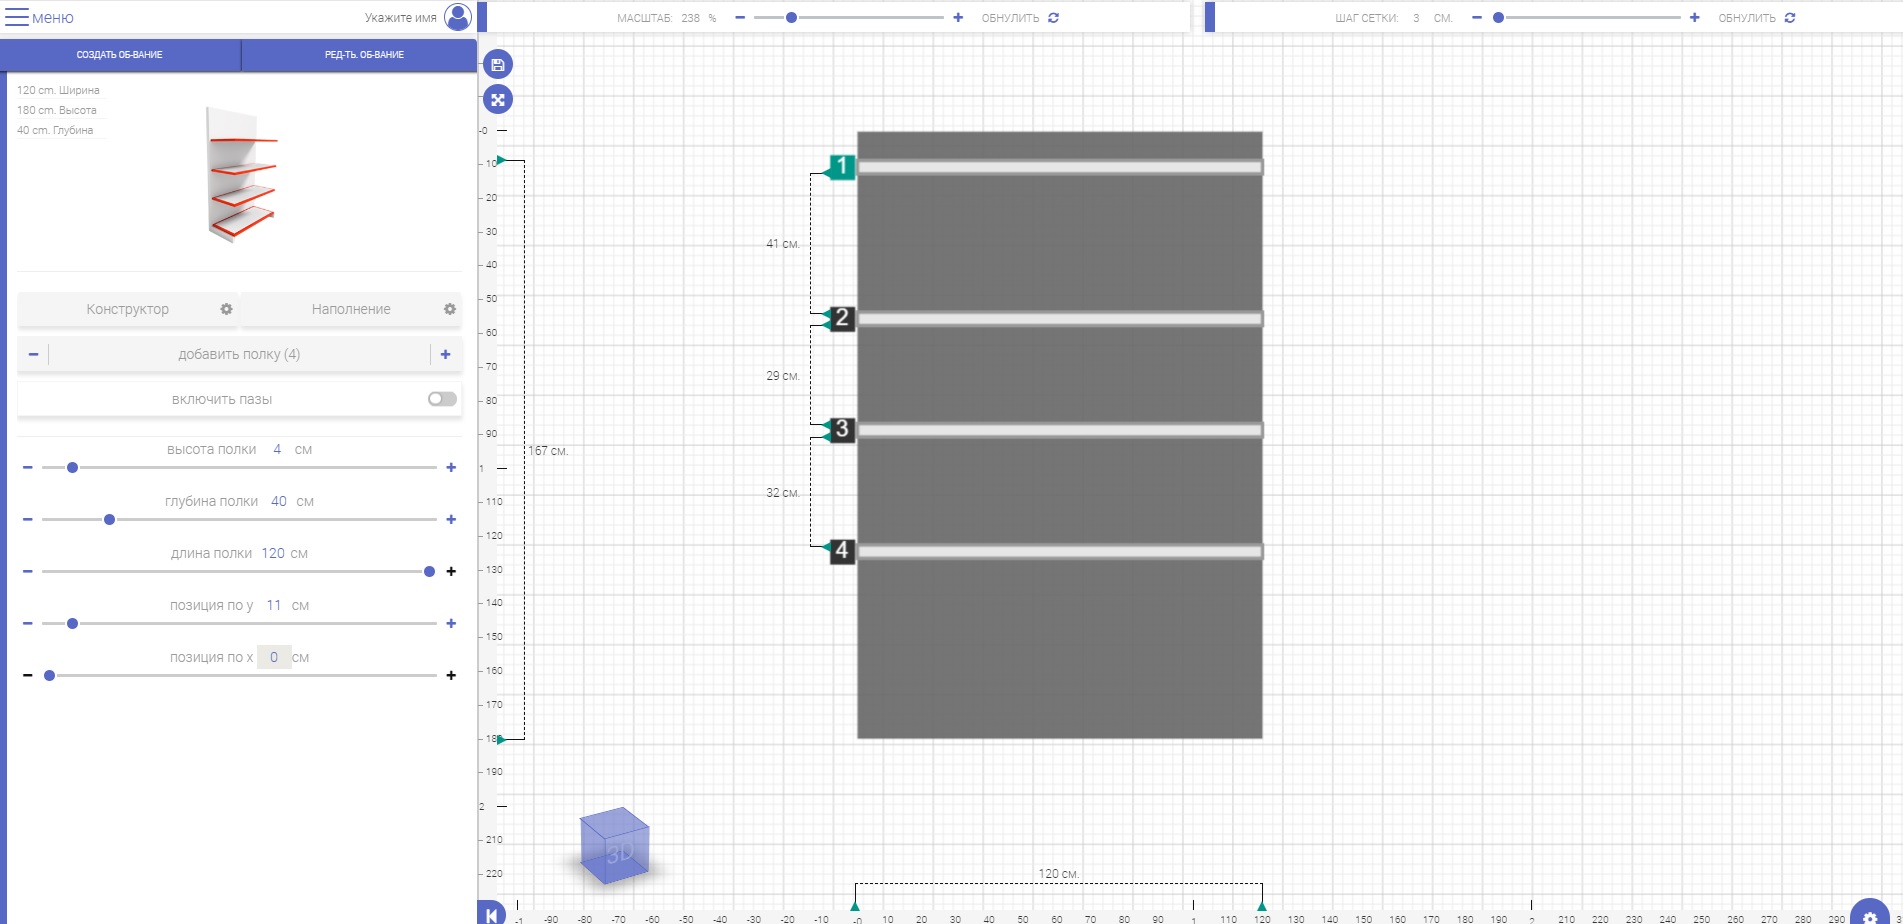 меню
Укажите имя
МАСШТАБ: 238 %
ОБНУЛИТЬ
ШАГ СЕТКИ: 3 СМ.
ОБНУЛИТЬ
СОЗДАТЬ ОБ-ВАНИЕ
РЕД-ТЬ. ОБ-ВАНИЕ
120 cm. Ширина
180 cm. Высота
40 cm. Глубина
Конструктор
Наполнение
добавить полку (4)
включить пазы
высота полки 4 см
глубина полки 40 см
длина полки 120 см
позиция по y 11 см
позиция по x 0 см
-0
10
20
30
40
50
60
70
80
90
1
110
120
130
140
150
160
170
180
190
2
210
220
167 см.
1
41 см.
2
29 см.
3
32 см.
4
3D
120 см.
-1 -90 -80 -70 -60 -50 -40 -30 -20 -10 -0 10 20 30 40 50 60 70 80 90 1 110 120 130 140 150 160 170 180 190 2 210 220 230 240 250 260 270 280 290